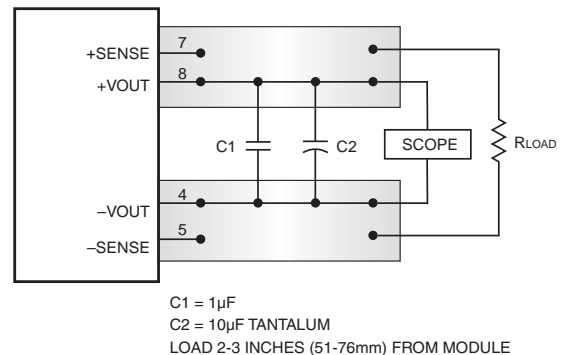 +SENSE 7
+VOUT 8
C1 C2 SCOPE RLOAD
–VOUT 4
–SENSE 5
C1 = 1µF
C2 = 10µF TANTALUM
LOAD 2-3 INCHES (51-76mm) FROM MODULE